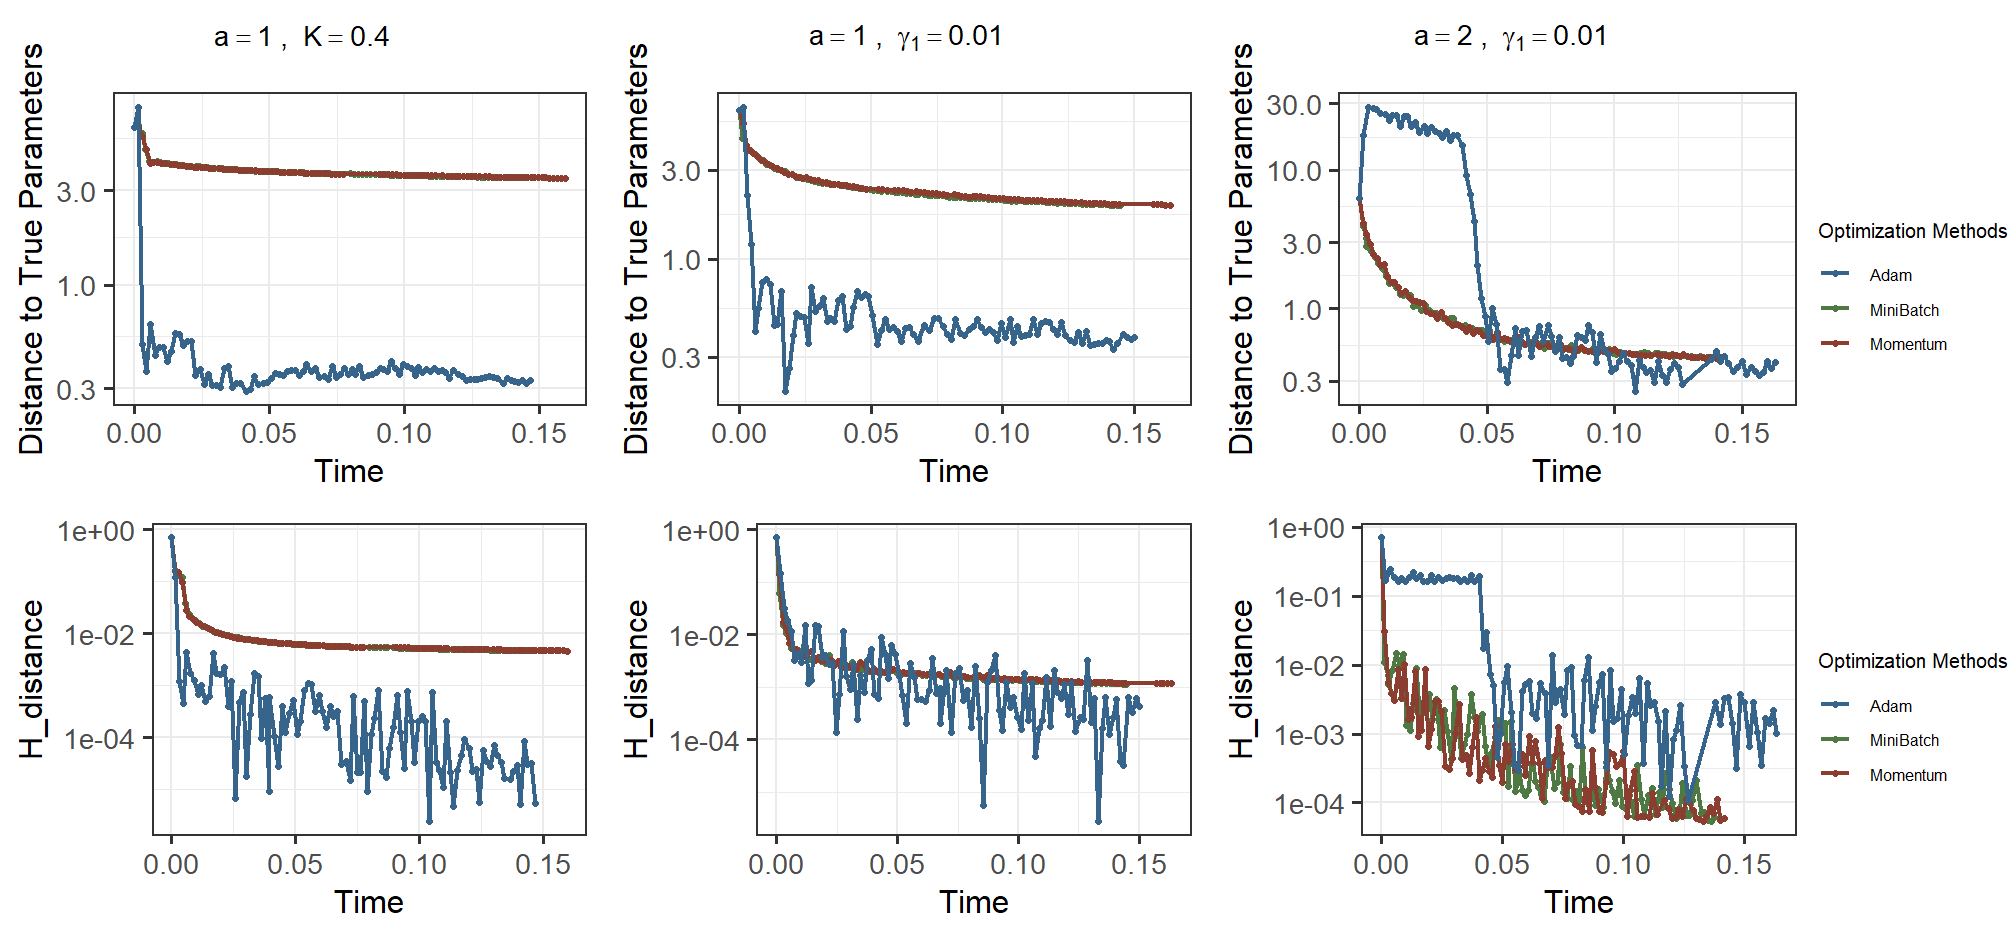 a = 1 , K = 0.4
Distance to True Parameters
3.0
1.0
0.3
0.00 0.05 0.10 0.15
Time
a = 1 , γ1 = 0.01
Distance to True Parameters
3.0
1.0
0.3
0.00 0.05 0.10 0.15
Time
a = 2 , γ1 = 0.01
Distance to True Parameters
30.0
10.0
3.0
1.0
0.3
0.00 0.05 0.10 0.15
Time
Optimization Methods
Adam
MiniBatch
Momentum
H_distance
1e+00
1e-02
1e-04
0.00 0.05 0.10 0.15
Time
H_distance
1e+00
1e-02
1e-04
0.00 0.05 0.10 0.15
Time
H_distance
1e+00
1e-01
1e-02
1e-03
1e-04
0.00 0.05 0.10 0.15
Time
Optimization Methods
Adam
MiniBatch
Momentum